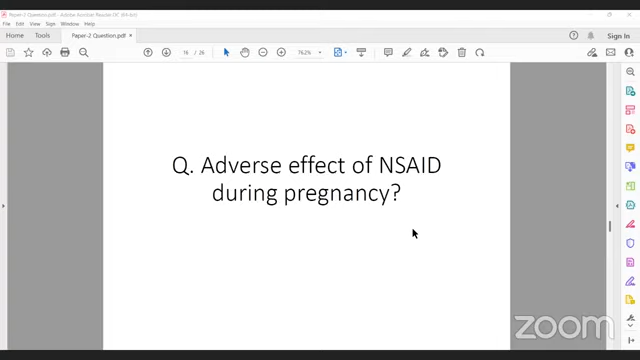 Paper-2 Question.pdf - Adobe Acrobat Reader DC (64-bit)
File Edit View Sign Window Help
Home Tools Paper-2 Question.pdf × Sign In
16 / 26 76.2%
Q. Adverse effect of NSAID
during pregnancy?
zoom